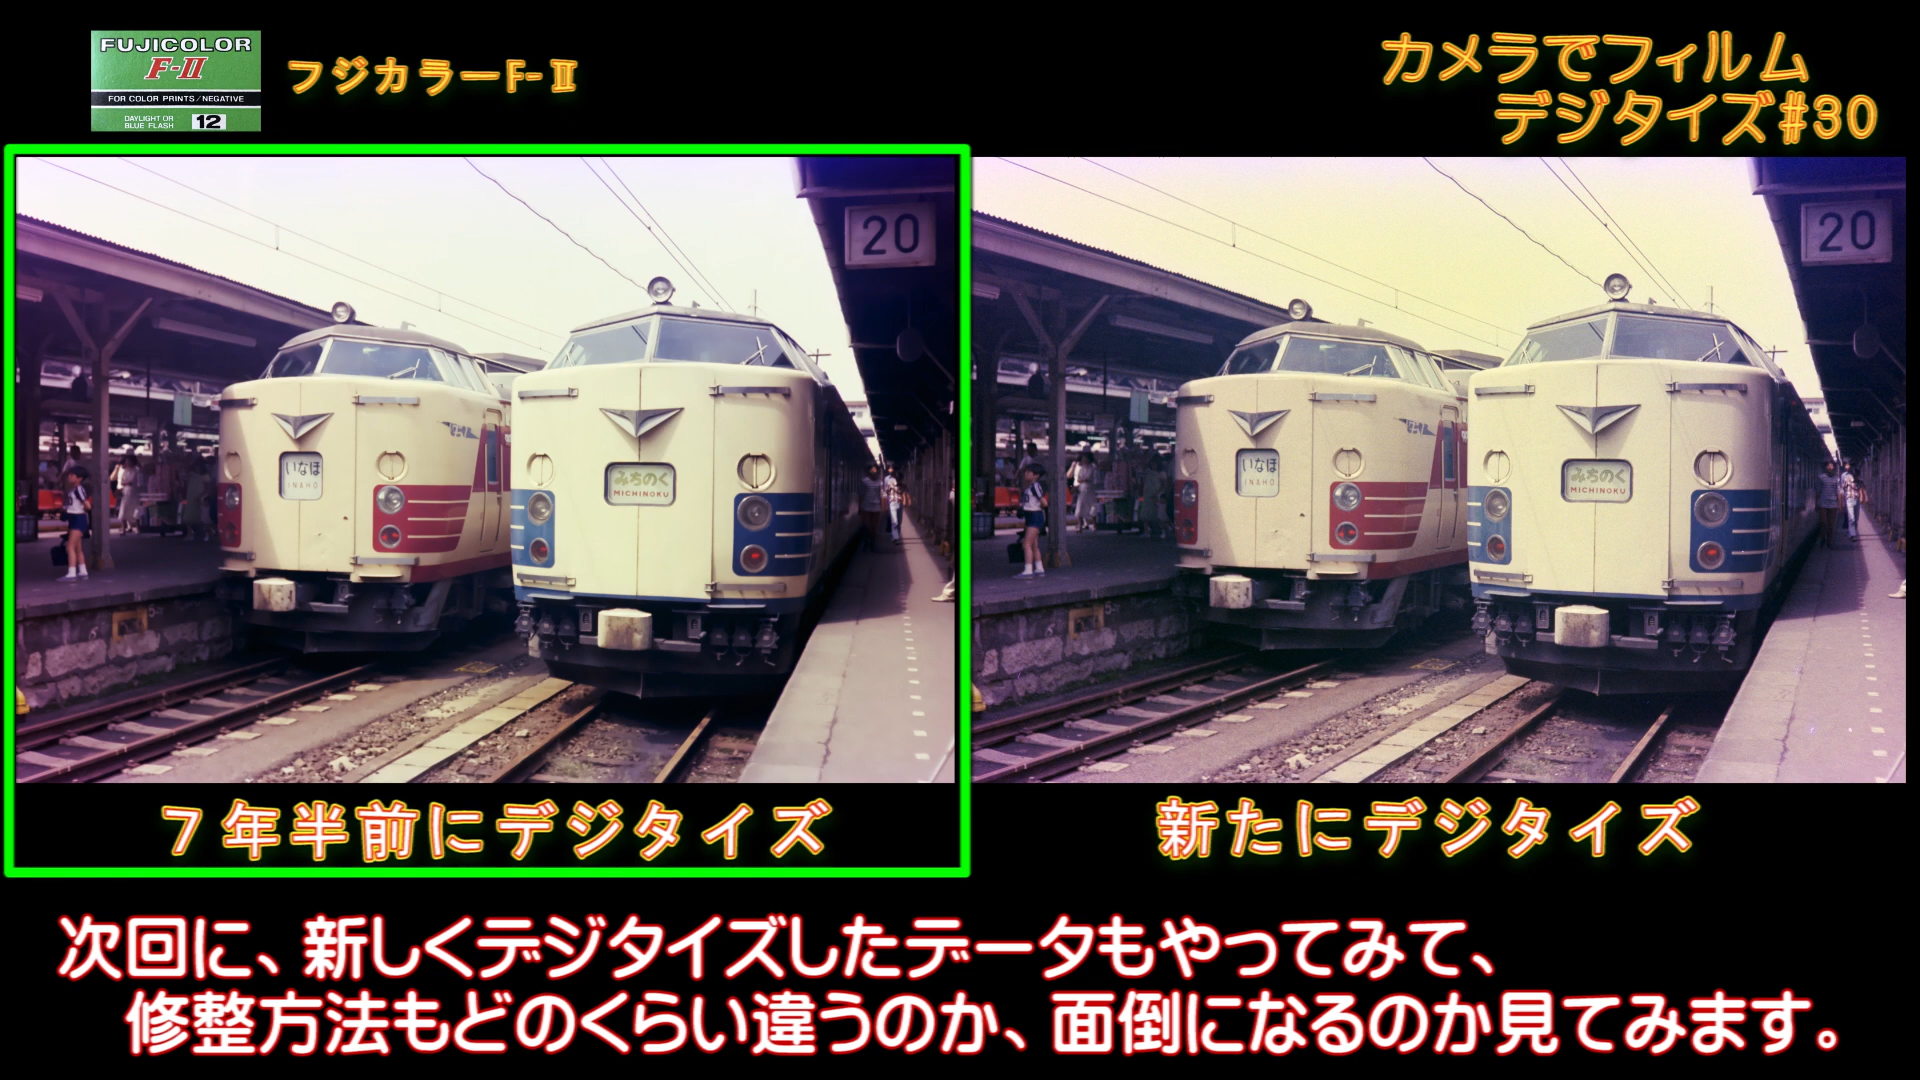 FUJICOLOR
F-II
FOR COLOR PRINTS/NEGATIVE
DAYLIGHT OR
BLUE FLASH
12
フジカラーF-Ⅱ
カメラでフィルム
デジタイズ#30
20
いなほ
INAHO
みちのく
MICHINOKU
20
いなほ
INAHO
みちのく
MICHINOKU
7年半前にデジタイズ
新たにデジタイズ
次回に、新しくデジタイズしたデータもやってみて、
修整方法もどのくらい違うのか、面倒になるのか見てみます。